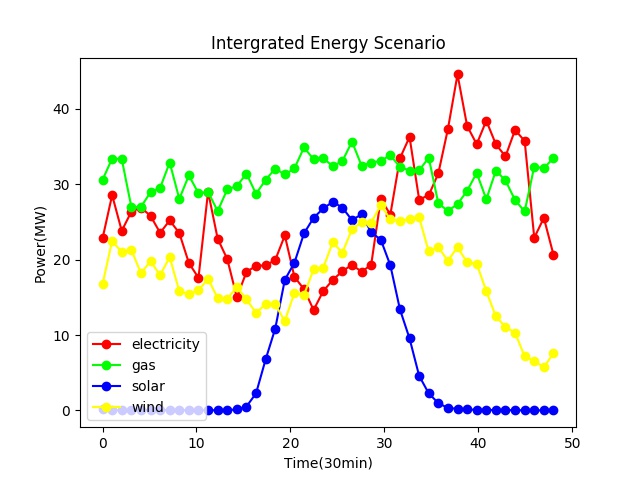 Intergrated Energy Scenario
Power(MW)
40
30
20
10
0
electricity
gas
solar
wind
0 10 20 30 40 50
Time(30min)